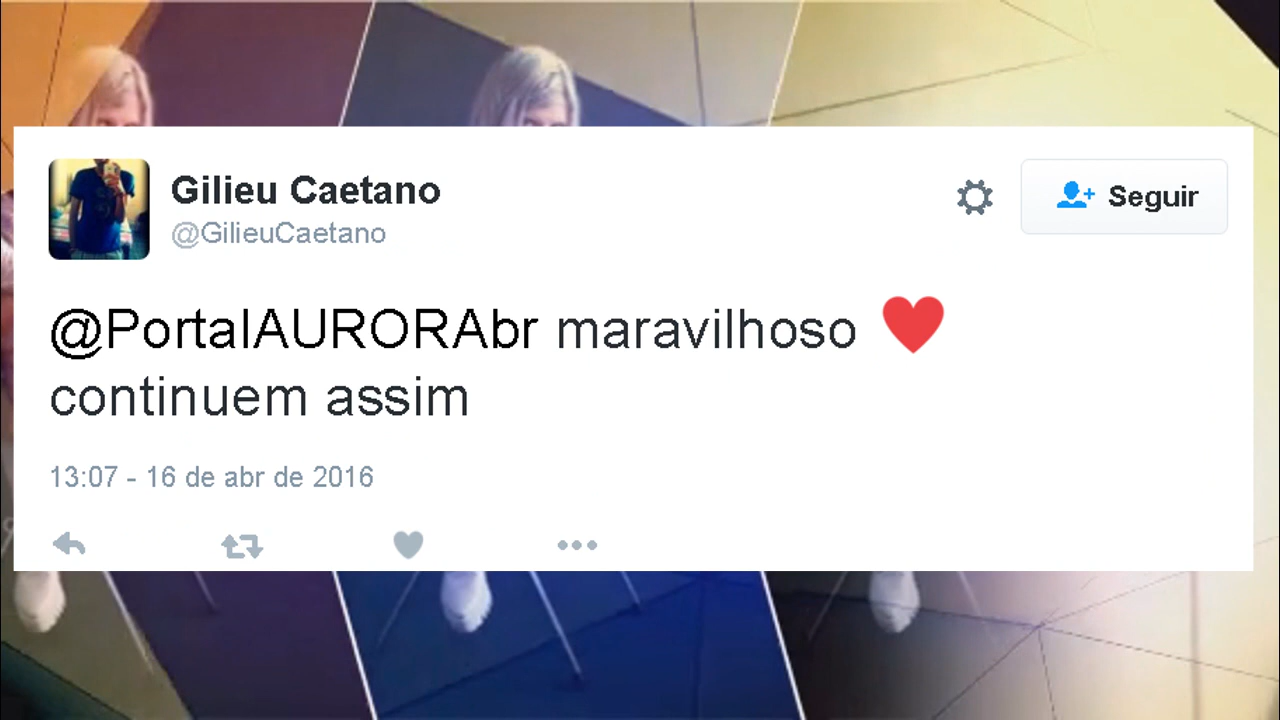 Gilieu Caetano
@GilieuCaetano
Seguir
@PortalAURORAbr maravilhoso ❤
continuem assim
13:07 - 16 de abr de 2016